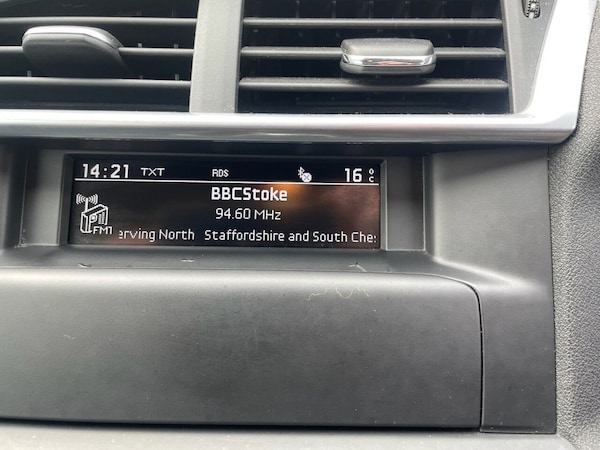 14:21 TXT RDS 16 °C
BBCStoke
94.60 MHz
FM1 erving North Staffordshire and South Che